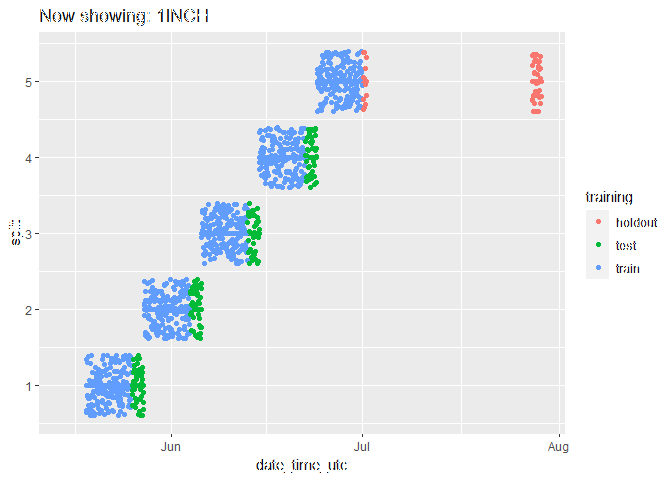 Now showing: 1INCH
5
4
3
2
1
split
Jun
Jul
Aug
date_time_utc
training
holdout
test
train